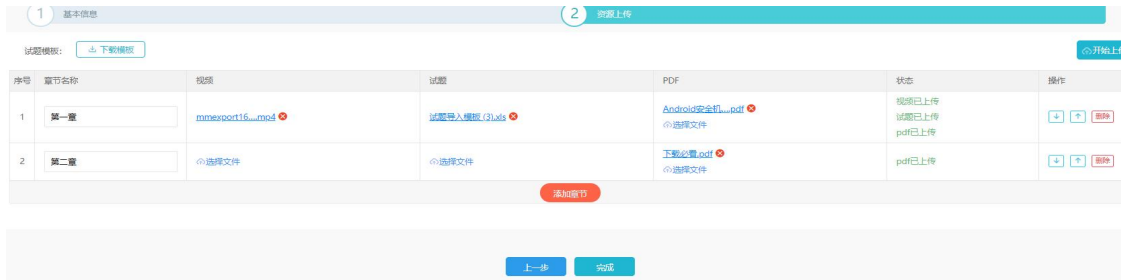 1 基本信息 2 资源上传
试题模板: 下载模板 开始上传
序号 章节名称 视频 试题 PDF 状态 操作
1 第一章 mmexport16....mp4 试题导入模板 (3).xls Android安全机....pdf 选择文件 视频已上传 试题已上传 pdf已上传 删除
2 第二章 选择文件 选择文件 下载必看.pdf 选择文件 pdf已上传 删除
添加章节
上一步 完成